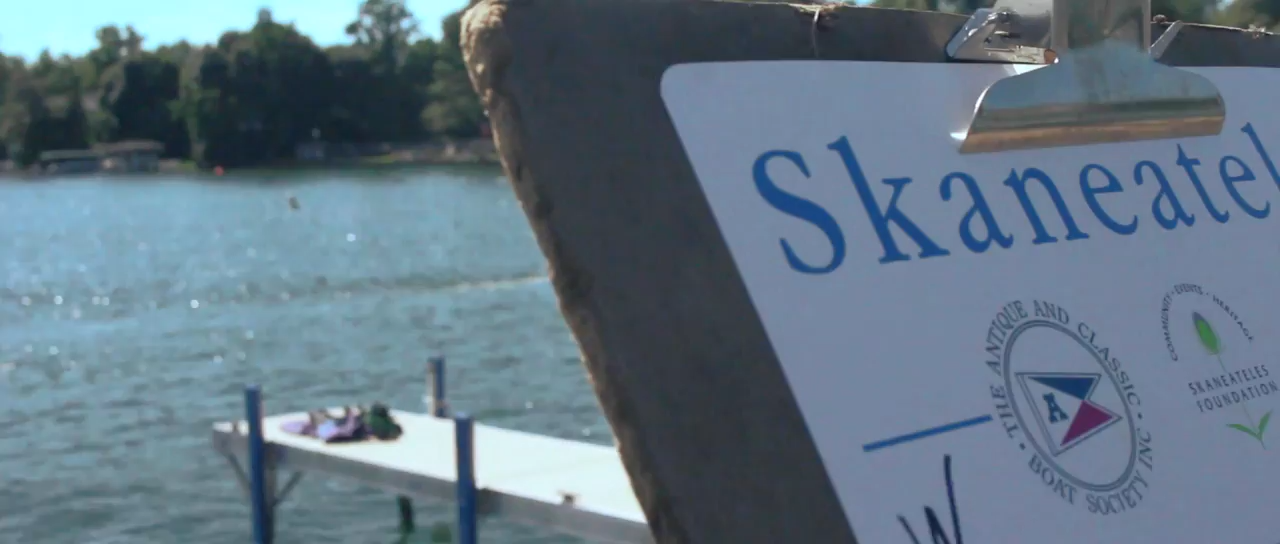 Skaneatel
THE ANTIQUE AND CLASSIC
BOAT SOCIETY INC
A
COMMUNITY · EVENTS · HERITAGE
SKANEATELES
FOUNDATION
W